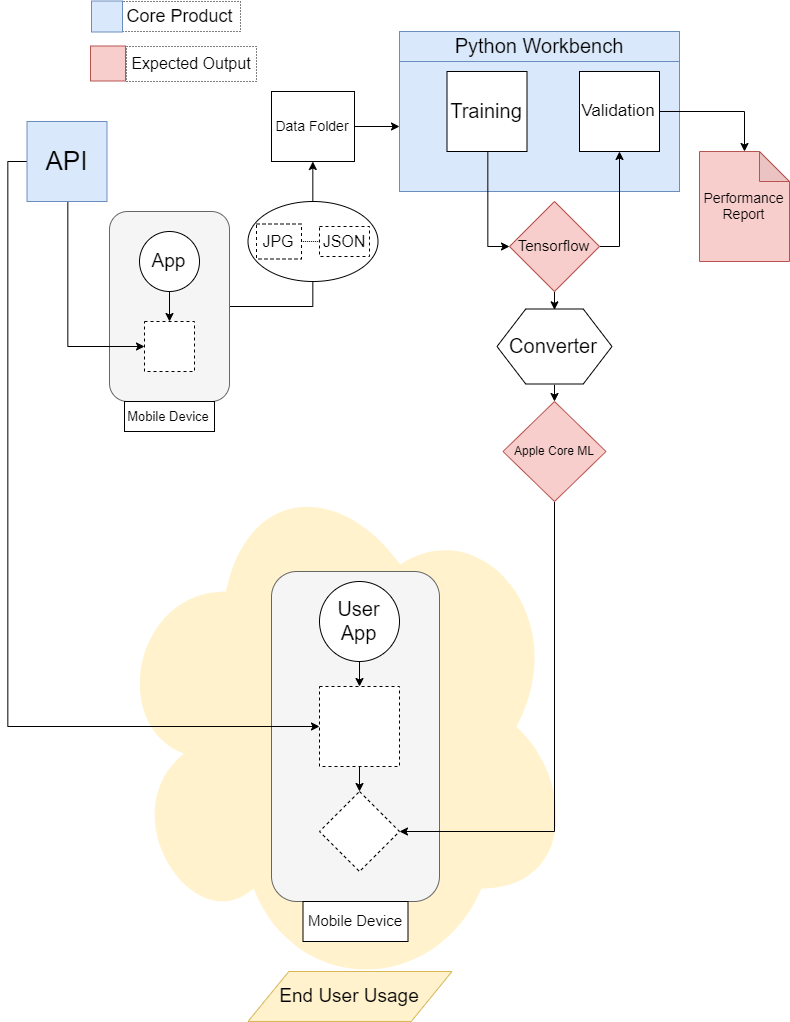 Core Product
Expected Output
Python Workbench
Training
Validation
Data Folder
API
Performance
Report
JPG
JSON
App
Tensorflow
Converter
Mobile Device
Apple Core ML
User
App
Mobile Device
End User Usage